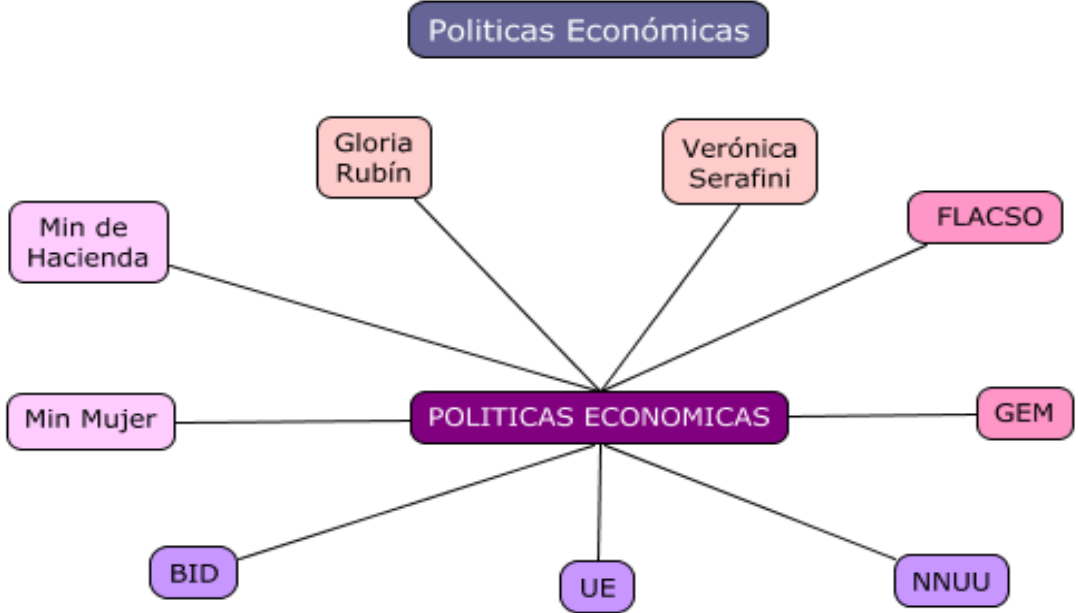 Politicas Económicas
Gloria
Rubín
Verónica
Serafini
Min de
Hacienda
FLACSO
Min Mujer
POLITICAS ECONOMICAS
GEM
BID
UE
NNUU